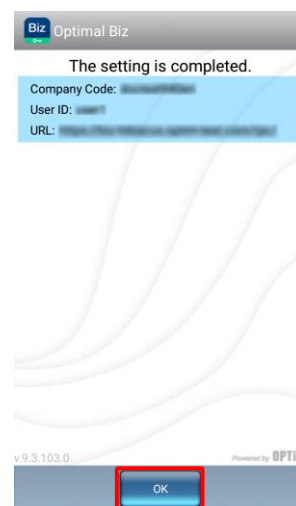 Biz
Optimal Biz
The setting is completed.
Company Code:
User ID:
URL:
v.9.3.103.0
Powered by OPTi
OK